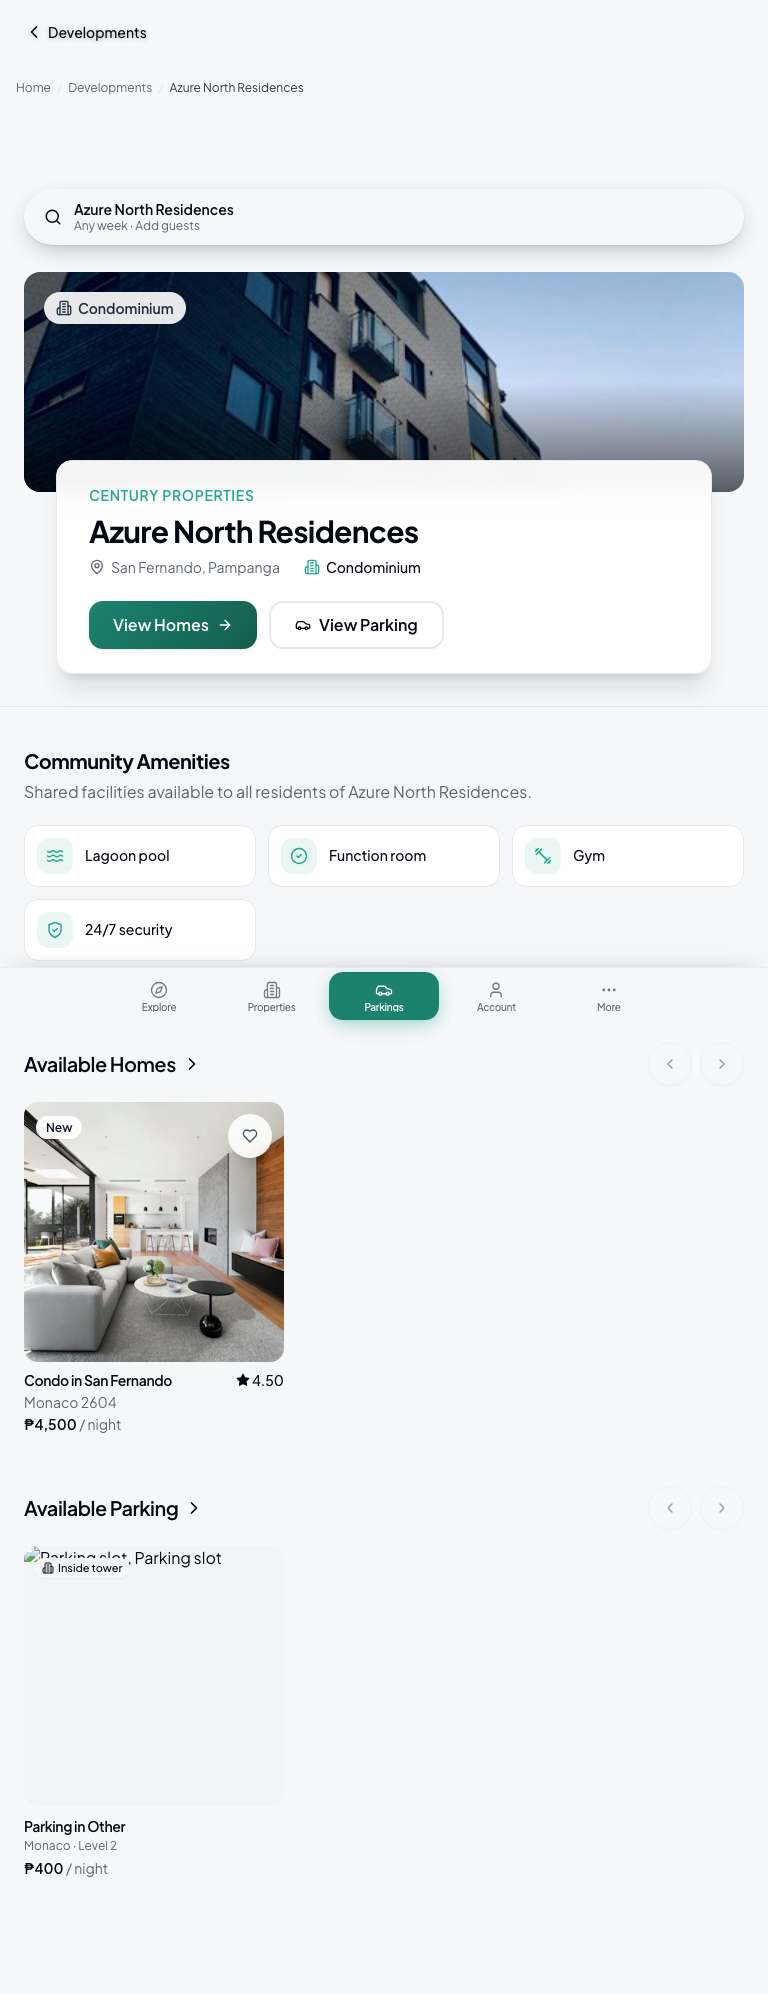 Developments
Home / Developments / Azure North Residences
Azure North Residences
Any week · Add guests
Condominium
CENTURY PROPERTIES
Azure North Residences
San Fernando, Pampanga Condominium
View Homes View Parking
Community Amenities
Shared facilities available to all residents of Azure North Residences.
Lagoon pool Function room Gym
24/7 security
Explore Properties Parkings Account More
Available Homes
New
Condo in San Fernando 4.50
Monaco 2604
₱4,500 / night
Available Parking
Parking slot, Parking slot
Inside tower
Parking in Other
Monaco · Level 2
₱400 / night